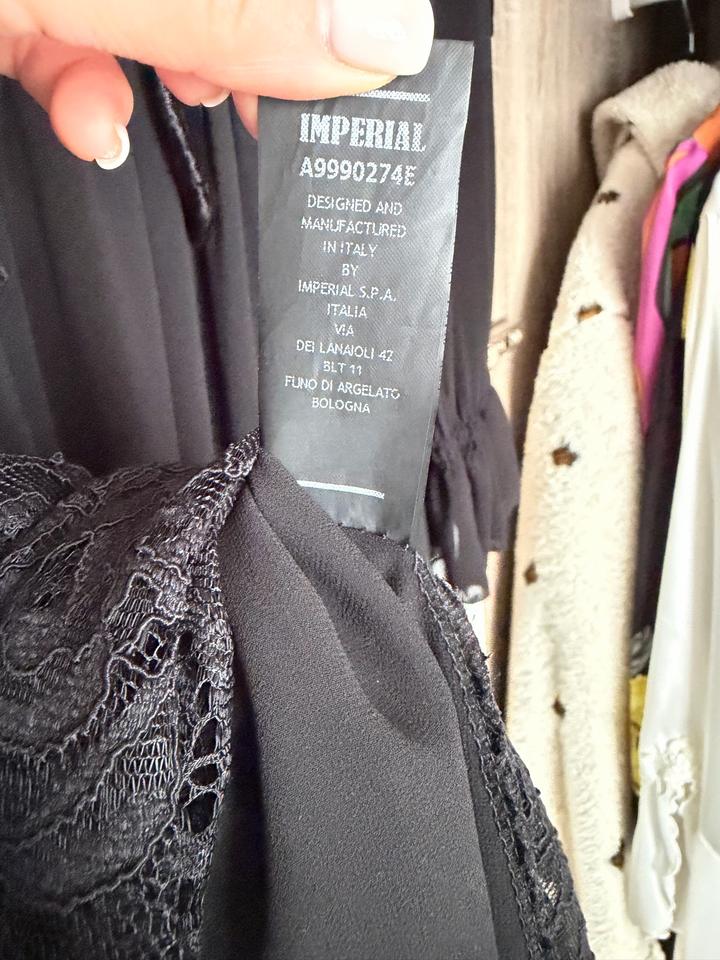 IMPERIAL
A9990274E
DESIGNED AND
MANUFACTURED
IN ITALY
BY
IMPERIAL S.P.A.
ITALIA
VIA
DEI LANAIOLI 42
BLT 11
FUNO DI ARGELATO
BOLOGNA